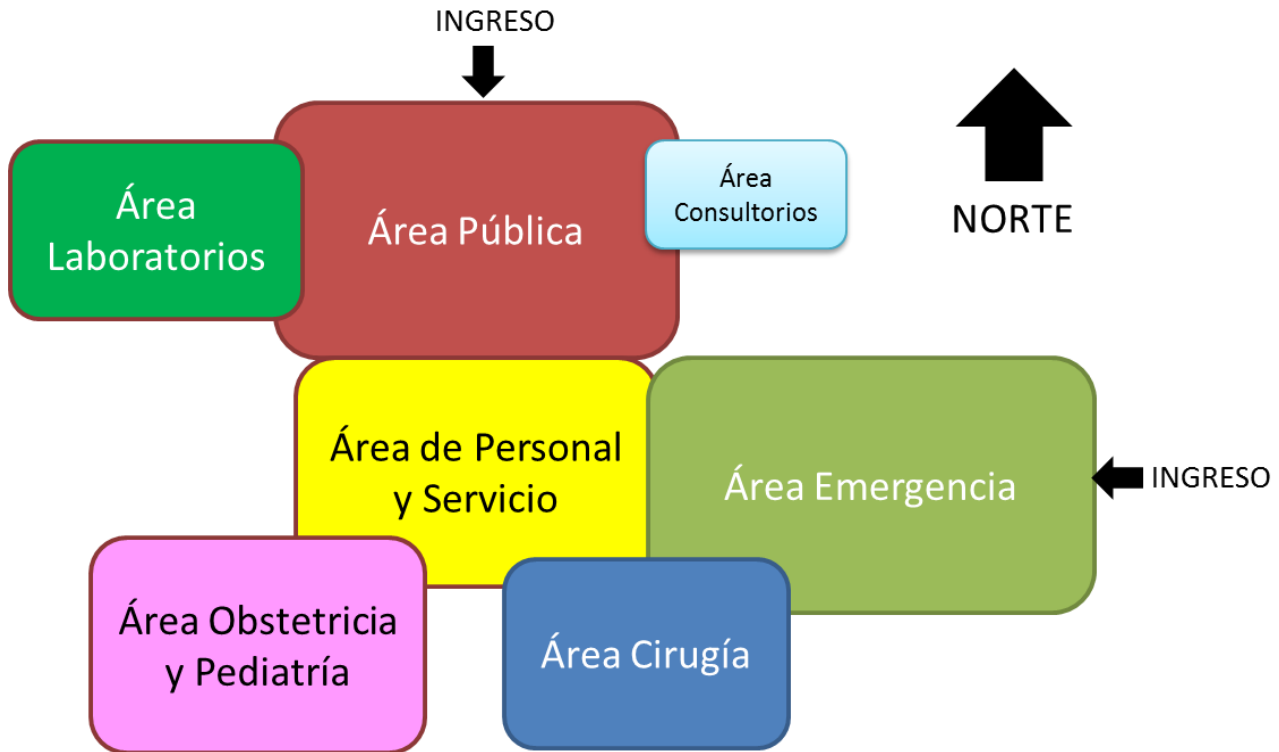 INGRESO
Área
Laboratorios
Área Pública
Área
Consultorios
NORTE
Área de Personal
y Servicio
Área Emergencia
INGRESO
Área Obstetricia
y Pediatría
Área Cirugía